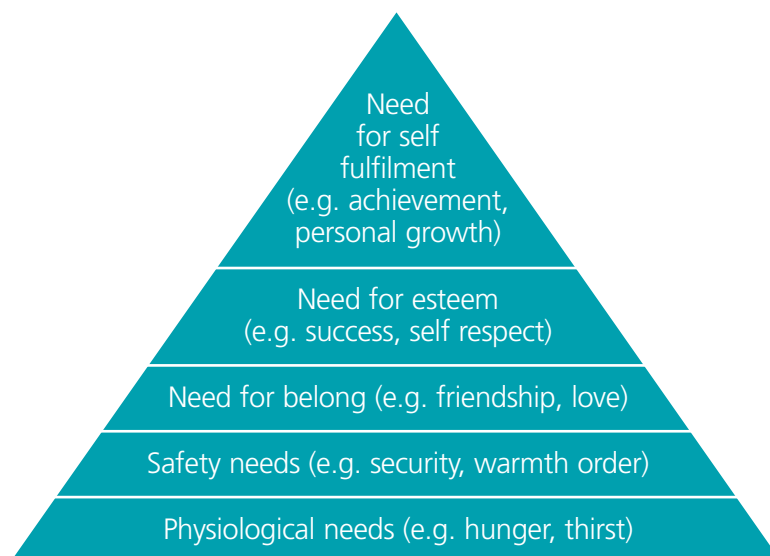 Need
for self
fulfilment
(e.g. achievement,
personal growth)
Need for esteem
(e.g. success, self respect)
Need for belong (e.g. friendship, love)
Safety needs (e.g. security, warmth order)
Physiological needs (e.g. hunger, thirst)